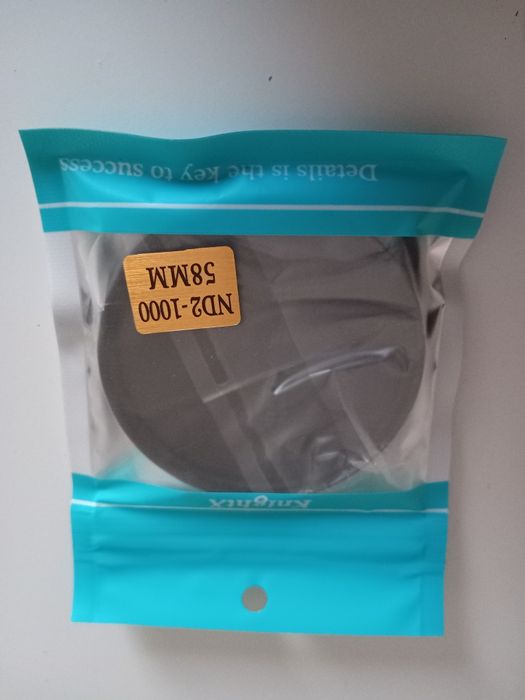 KnightX
ND2-1000
58MM
Details is the key to success